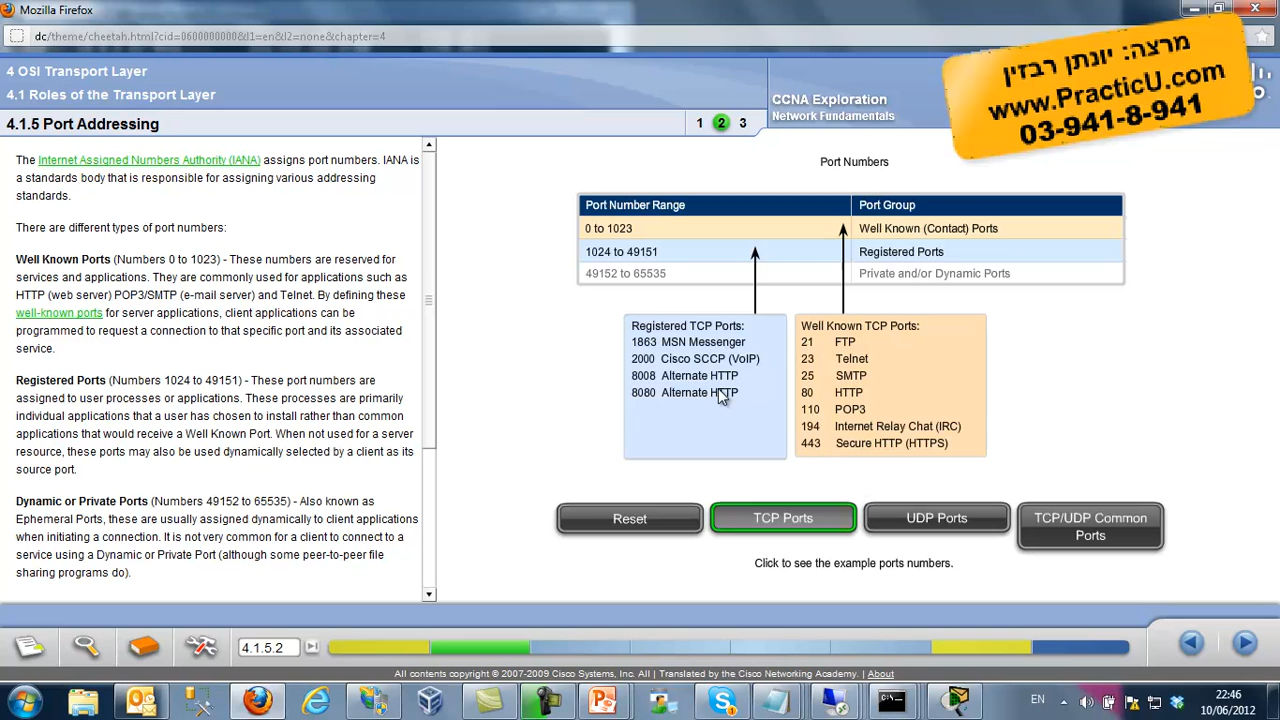 Mozilla Firefox
dc/theme/cheetah.html?cid=0600000000&l1=en&l2=none&chapter=4
מרצה: יונתן רבזין
www.PracticU.com
03-941-8-941
4 OSI Transport Layer
4.1 Roles of the Transport Layer
CCNA Exploration
Network Fundamentals
4.1.5 Port Addressing
1 2 3
The Internet Assigned Numbers Authority (IANA) assigns port numbers. IANA is
a standards body that is responsible for assigning various addressing
standards.
There are different types of port numbers:
Well Known Ports (Numbers 0 to 1023) - These numbers are reserved for
services and applications. They are commonly used for applications such as
HTTP (web server) POP3/SMTP (e-mail server) and Telnet. By defining these
well-known ports for server applications, client applications can be
programmed to request a connection to that specific port and its associated
service.
Registered Ports (Numbers 1024 to 49151) - These port numbers are
assigned to user processes or applications. These processes are primarily
individual applications that a user has chosen to install rather than common
applications that would receive a Well Known Port. When not used for a server
resource, these ports may also be used dynamically selected by a client as its
source port.
Dynamic or Private Ports (Numbers 49152 to 65535) - Also known as
Ephemeral Ports, these are usually assigned dynamically to client applications
when initiating a connection. It is not very common for a client to connect to a
service using a Dynamic or Private Port (although some peer-to-peer file
sharing programs do).
Port Numbers
Port Number Range Port Group
0 to 1023 Well Known (Contact) Ports
1024 to 49151 Registered Ports
49152 to 65535 Private and/or Dynamic Ports
Registered TCP Ports:
1863 MSN Messenger
2000 Cisco SCCP (VoIP)
8008 Alternate HTTP
8080 Alternate HTTP
Well Known TCP Ports:
21 FTP
23 Telnet
25 SMTP
80 HTTP
110 POP3
194 Internet Relay Chat (IRC)
443 Secure HTTP (HTTPS)
Reset
TCP Ports
UDP Ports
TCP/UDP Common
Ports
Click to see the example ports numbers.
4.1.5.2
All contents copyright © 2007-2009 Cisco Systems, Inc. All | Translated by the Cisco Networking Academy. | About
EN
22:46
10/06/2012